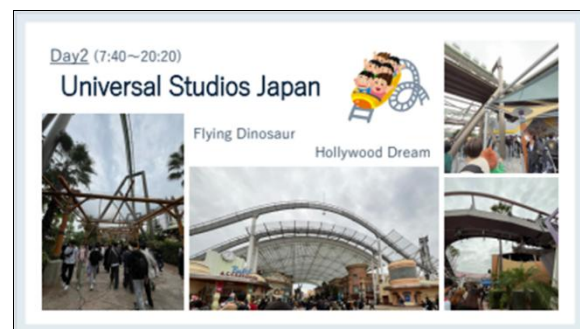 Day2 (7:40～20:20)
Universal Studios Japan
Flying Dinosaur
Hollywood Dream